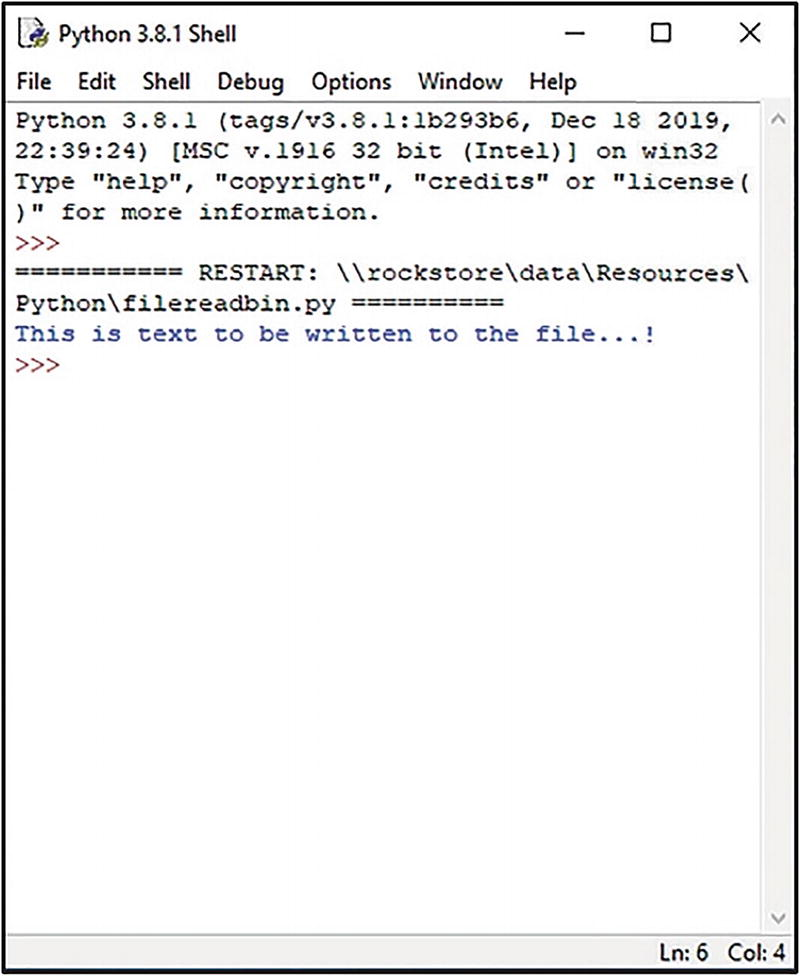 Python 3.8.1 Shell
File Edit Shell Debug Options Window Help
Python 3.8.1 (tags/v3.8.1:1b293b6, Dec 18 2019,
22:39:24) [MSC v.1916 32 bit (Intel)] on win32
Type "help", "copyright", "credits" or "license(
)" for more information.
>>>
=========== RESTART: \\rockstore\data\Resources\
Python\filereadbin.py ==========
This is text to be written to the file...!
>>>
Ln: 6 Col: 4